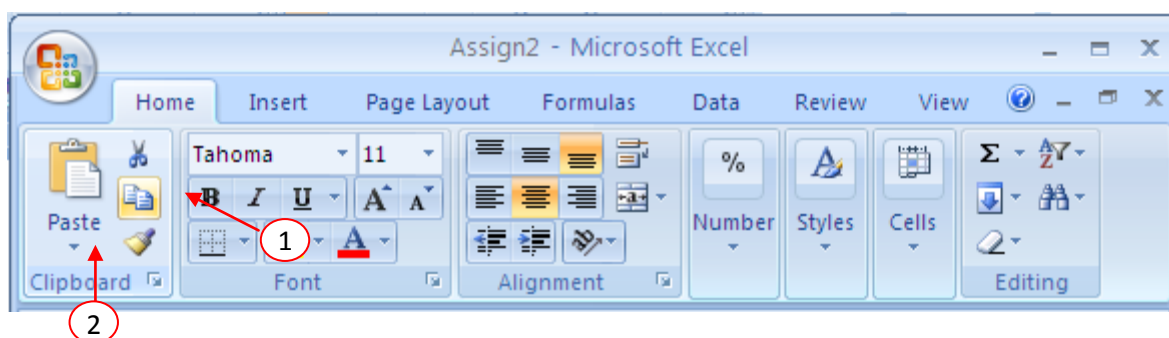 Assign2 - Microsoft Excel
Home Insert Page Layout Formulas Data Review View
Tahoma 11
% A Σ A Z
B I U A A
Paste Number Styles Cells
1 A
Clipboard Font Alignment Editing
2